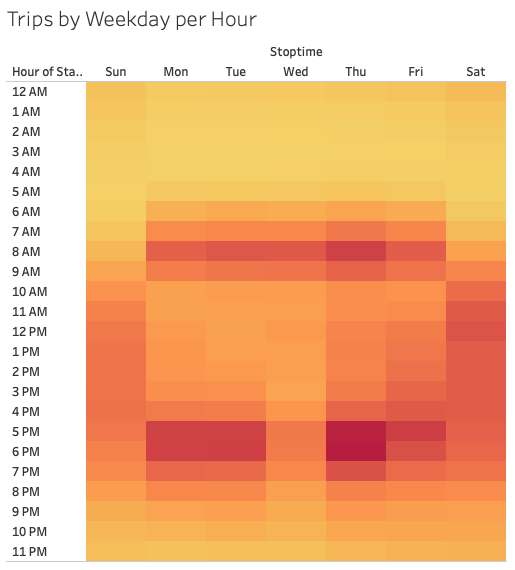 Trips by Weekday per Hour
Stoptime
Hour of Sta.. Sun Mon Tue Wed Thu Fri Sat
12 AM
1 AM
2 AM
3 AM
4 AM
5 AM
6 AM
7 AM
8 AM
9 AM
10 AM
11 AM
12 PM
1 PM
2 PM
3 PM
4 PM
5 PM
6 PM
7 PM
8 PM
9 PM
10 PM
11 PM